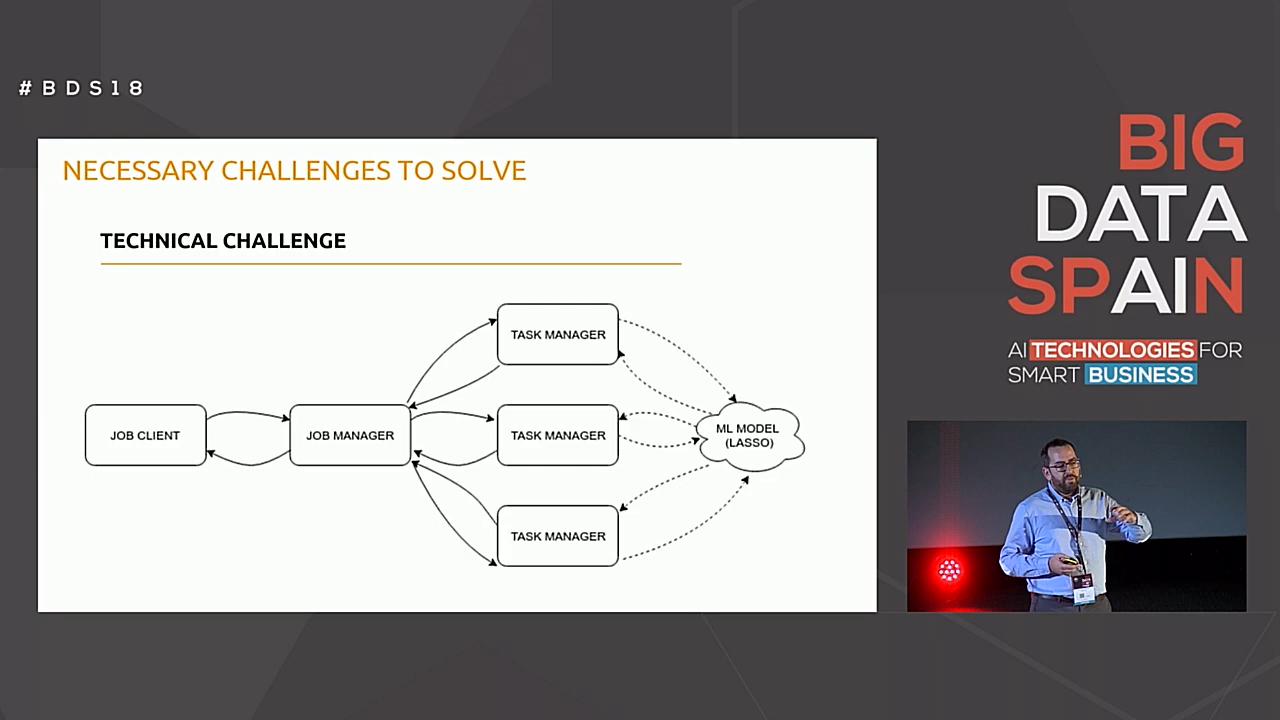 #BDS18
NECESSARY CHALLENGES TO SOLVE
TECHNICAL CHALLENGE
TASK MANAGER
JOB CLIENT
JOB MANAGER
TASK MANAGER
ML MODEL
(LASSO)
TASK MANAGER
BIG
DATA
SPAIN
AI TECHNOLOGIES FOR
SMART BUSINESS